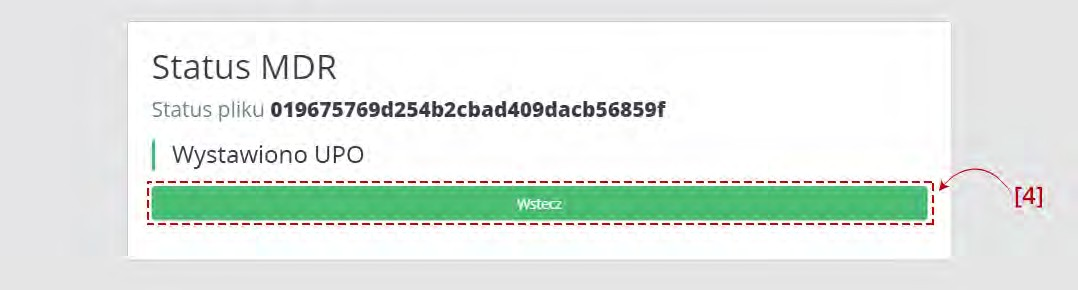 Status MDR
Status pliku 019675769d254b2cbad409dacb56859f
Wystawiono UPO
Wstecz
[4]